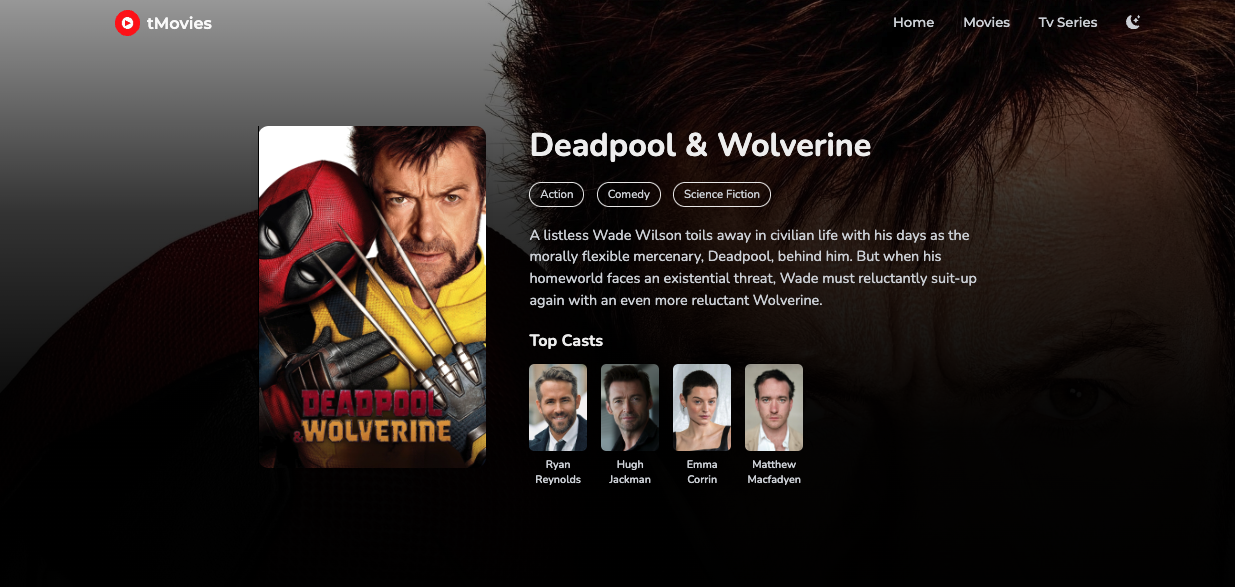 tMovies
Home Movies Tv Series
Deadpool & Wolverine
Action Comedy Science Fiction
A listless Wade Wilson toils away in civilian life with his days as the
morally flexible mercenary, Deadpool, behind him. But when his
homeworld faces an existential threat, Wade must reluctantly suit-up
again with an even more reluctant Wolverine.
Top Casts
DEADPOOL
& WOLVERINE
Ryan
Reynolds
Hugh
Jackman
Emma
Corrin
Matthew
Macfadyen